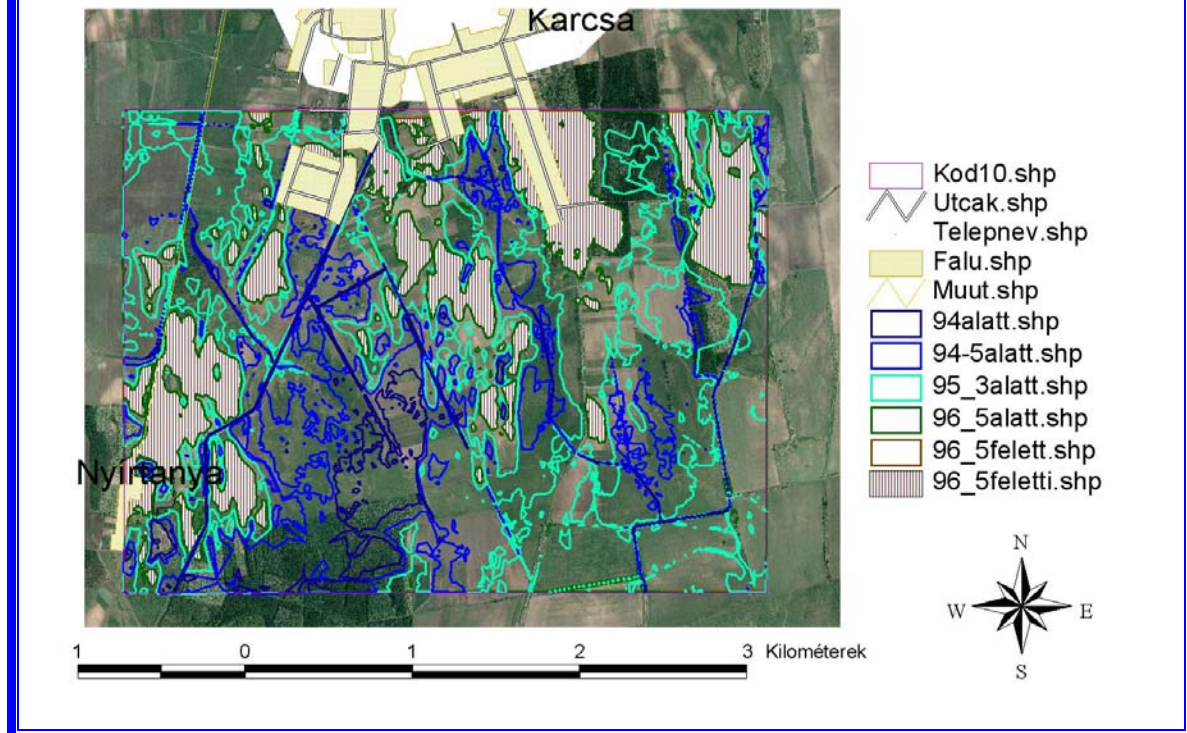 Karcsa
Nyírtanya
Kod10.shp
Utcak.shp
Telepnev.shp
Falu.shp
Muut.shp
94alatt.shp
94-5alatt.shp
95_3alatt.shp
96_5alatt.shp
96_5felett.shp
96_5feletti.shp
N
W E
S
1 0 1 2 3 Kilométerek